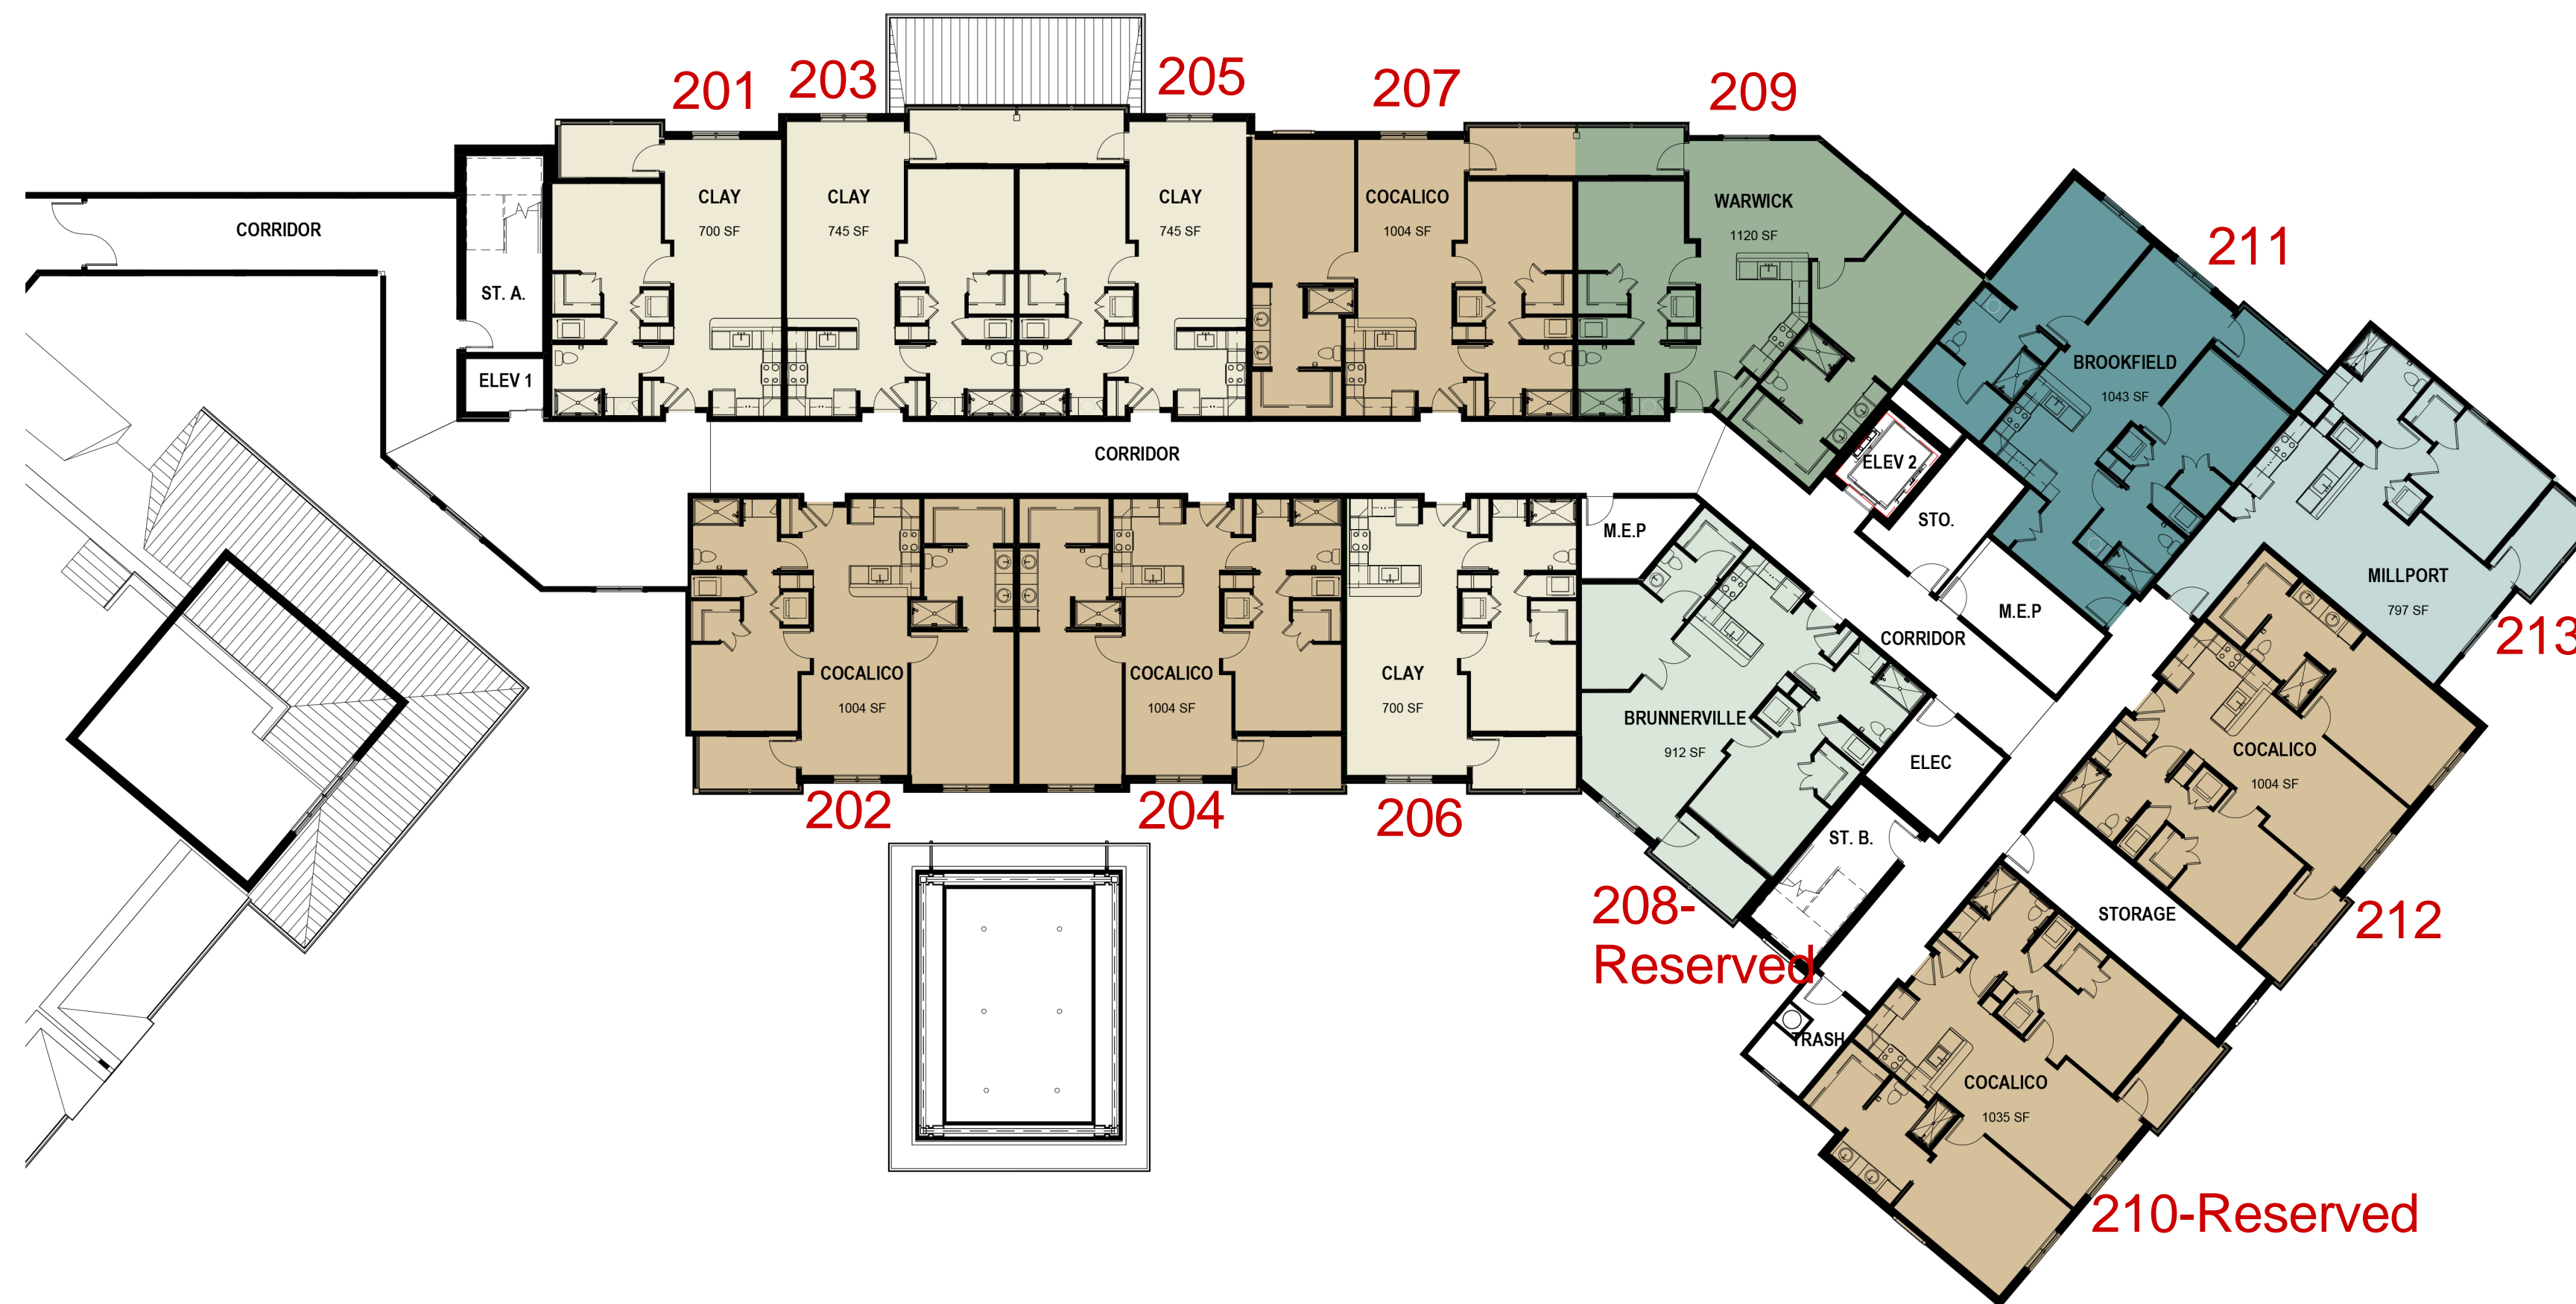 201
203
205
207
209
211
213
CORRIDOR
ST. A.
ELEV 1
CLAY
700 SF
CLAY
745 SF
CLAY
745 SF
COCALICO
1004 SF
WARWICK
1120 SF
BROOKFIELD
1043 SF
MILLPORT
797 SF
CORRIDOR
ELEV 2
STO.
M.E.P
M.E.P
CORRIDOR
COCALICO
1004 SF
COCALICO
1004 SF
CLAY
700 SF
BRUNNERVILLE
912 SF
ELEC
COCALICO
1004 SF
202
204
206
208-
Reserved
ST. B.
STORAGE
212
TRASH
COCALICO
1035 SF
210-Reserved